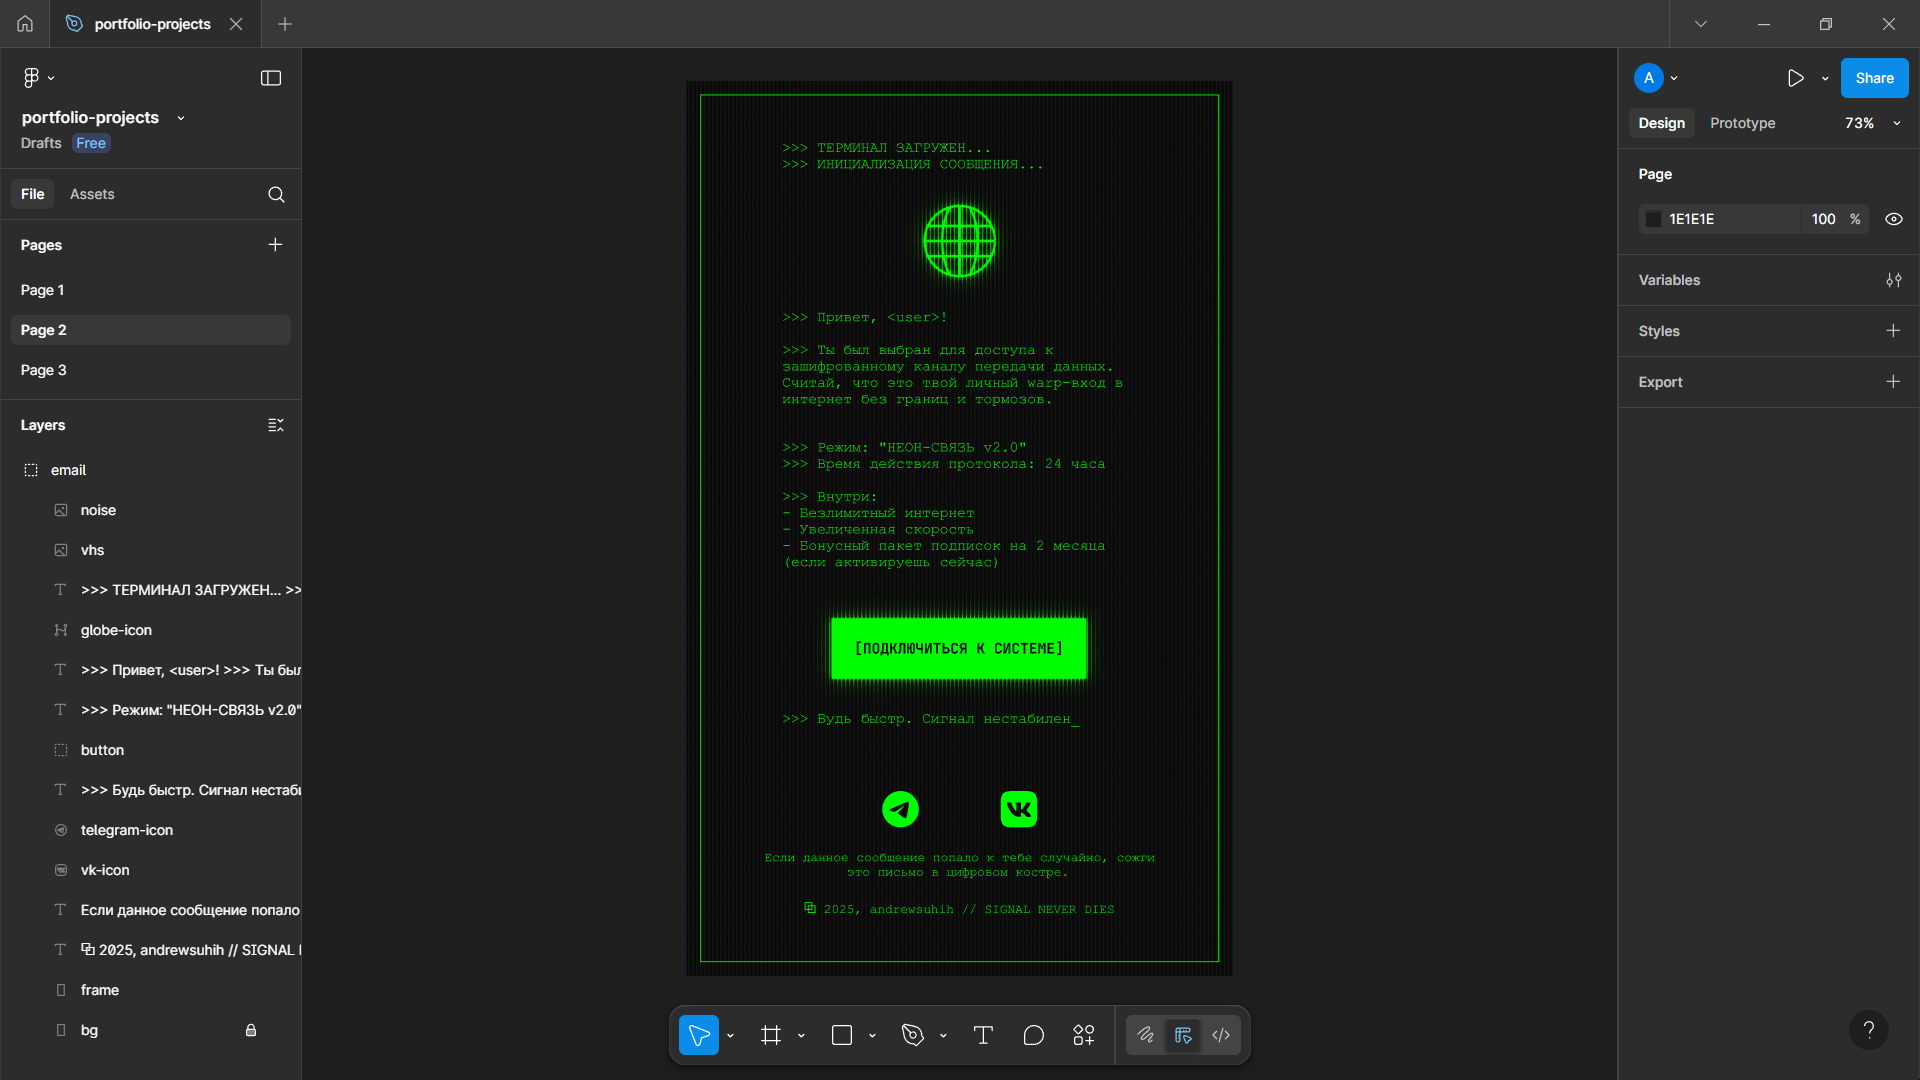 portfolio-projects
portfolio-projects
Drafts Free
File Assets
Pages
Page 1
Page 2
Page 3
Layers
email
noise
vhs
>>> ТЕРМИНАЛ ЗАГРУЖЕН... >>
globe-icon
>>> Привет, <user>! >>> Ты был
>>> Режим: "НЕОН-СВЯЗЬ v2.0"
button
>>> Будь быстр. Сигнал нестаби
telegram-icon
vk-icon
Если данное сообщение попало
2025, andrewsuhih // SIGNAL
frame
bg
>>> ТЕРМИНАЛ ЗАГРУЖЕН...
>>> ИНИЦИАЛИЗАЦИЯ СООБЩЕНИЯ...
>>> Привет, <user>!
>>> Ты был выбран для доступа к
зашифрованному каналу передачи данных.
Считай, что это твой личный warp-вход в
интернет без границ и тормозов.
>>> Режим: "НЕОН-СВЯЗЬ v2.0"
>>> Время действия протокола: 24 часа
>>> Внутри:
- Безлимитный интернет
- Увеличенная скорость
- Бонусный пакет подписок на 2 месяца
(если активируешь сейчас)
[ПОДКЛЮЧИТЬСЯ К СИСТЕМЕ]
>>> Будь быстр. Сигнал нестабилен_
Если данное сообщение попало к тебе случайно, сожги
это письмо в цифровом костре.
2025, andrewsuhih // SIGNAL NEVER DIES
A
Share
Design Prototype 73%
Page
1E1E1E 100 %
Variables
Styles
Export
?